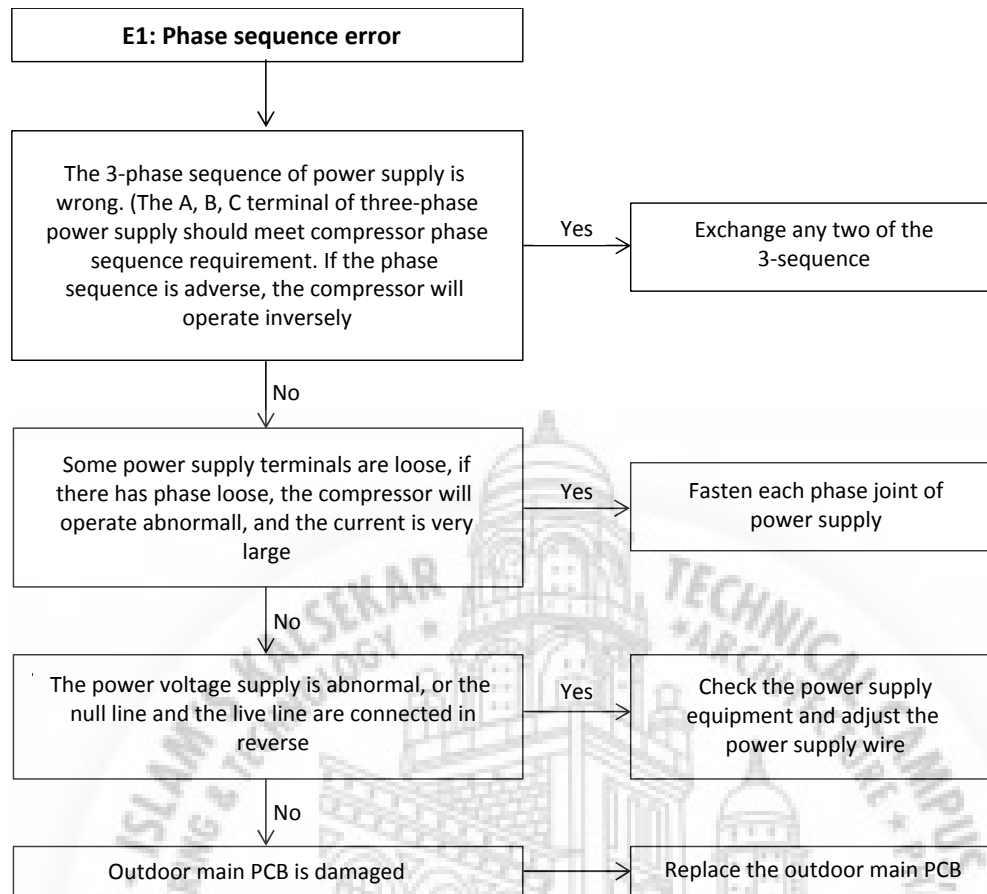 E1: Phase sequence error
The 3-phase sequence of power supply is
wrong. (The A, B, C terminal of three-phase
power supply should meet compressor phase
sequence requirement. If the phase
sequence is adverse, the compressor will
operate inversely
Yes
Exchange any two of the
3-sequence
No
Some power supply terminals are loose, if
there has phase loose, the compressor will
operate abnormall, and the current is very
large
Yes
Fasten each phase joint of
power supply
No
The power voltage supply is abnormal, or the
null line and the live line are connected in
reverse
Yes
Check the power supply
equipment and adjust the
power supply wire
No
Outdoor main PCB is damaged
Replace the outdoor main PCB
ISLAM'S KALSEKAR
TECHNICAL CAMPUS
& TECHNOLOGY *